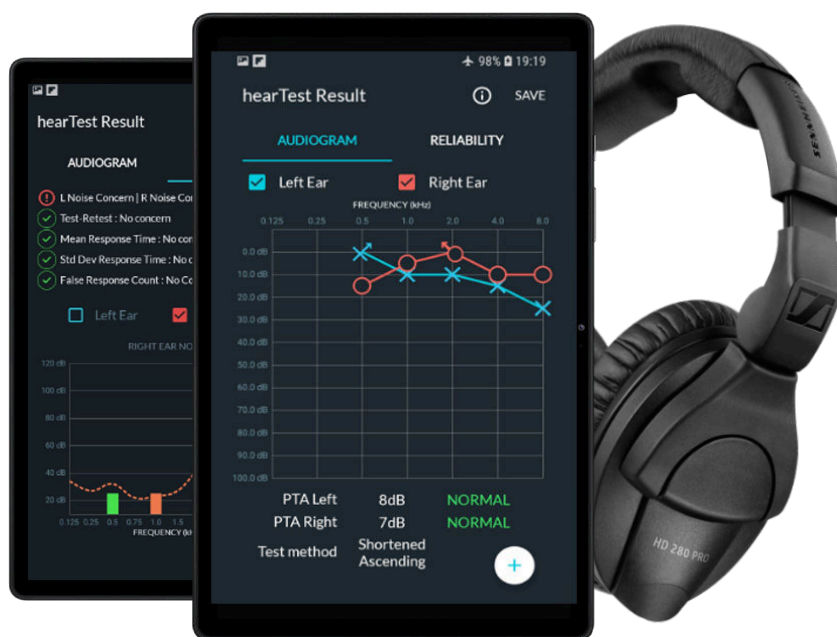 hearTest Result
AUDIOGRAM
L Noise Concern | R Noise
Test-Retest : No concern
Mean Response Time : No
Std Dev Response Time : No
False Response Count : No
Left Ear
RIGHT EAR
120 dB
100 dB
80 dB
60 dB
40 dB
20 dB
0.125 0.25 0.5 0.75 1.0 1.5
FREQUENCY
98% 19:19
hearTest Result
SAVE
AUDIOGRAM RELIABILITY
Left Ear Right Ear
FREQUENCY (kHz)
0.125 0.25 0.5 1.0 2.0 4.0 8.0
0.0 dB
10.0 dB
20.0 dB
30.0 dB
40.0 dB
50.0 dB
60.0 dB
70.0 dB
80.0 dB
90.0 dB
100.0 dB
PTA Left 8dB NORMAL
PTA Right 7dB NORMAL
Test method Shortened
Ascending
+
SENNHEISER
HD 280 PRO